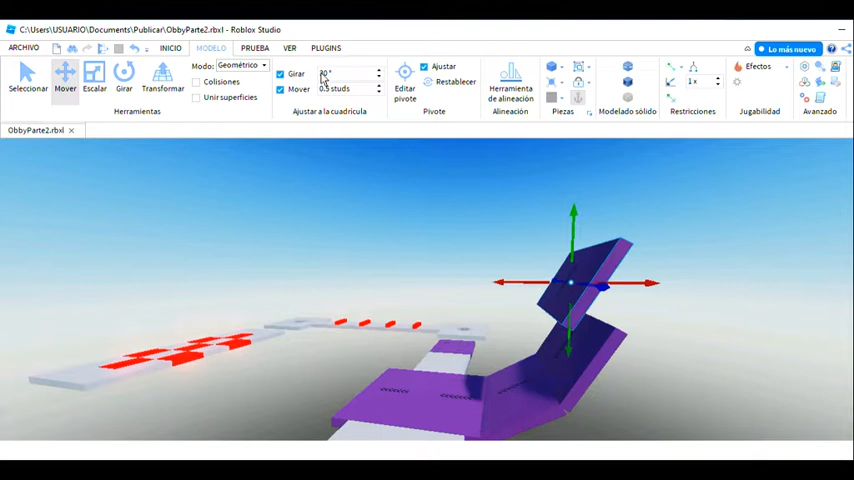 C:\Users\USUARIO\Documents\Publicar\ObbyParte2.rbxl - Roblox Studio
ARCHIVO INICIO MODELO PRUEBA VER PLUGINS Lo más nuevo
Modo: Geométrico
Colisiones
Unir superficies
Seleccionar Mover Escalar Girar Transformar
Herramientas
Girar
Mover 0.5 studs
Ajustar a la cuadrícula
Editar pivote
Ajustar
Restablecer
Pivote
Herramienta de alineación
Alineación
Piezas
Modelado sólido
1 x
Restricciones
Efectos
Avanzado
ObbyParte2.rbxl